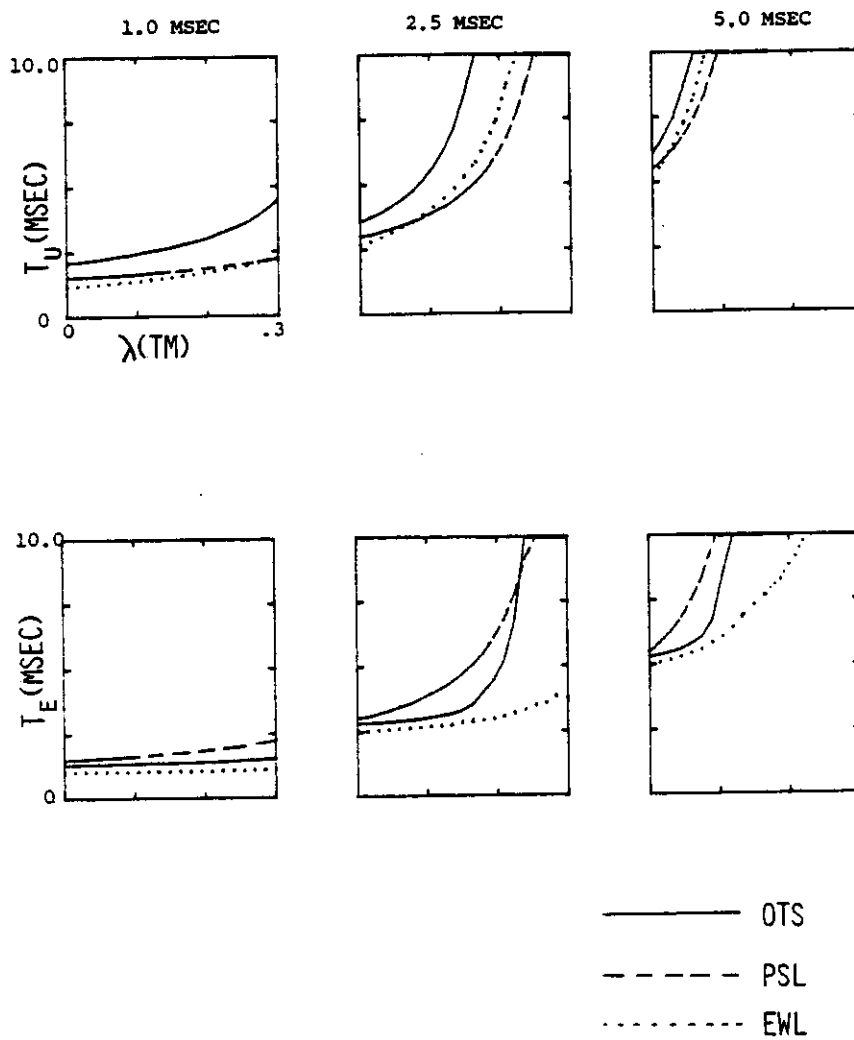 1.0 MSEC
2.5 MSEC
5.0 MSEC
10.0
T_U (MSEC)
0
0
.3
λ(TM)
10.0
T_E (MSEC)
0
OTS
PSL
EWL